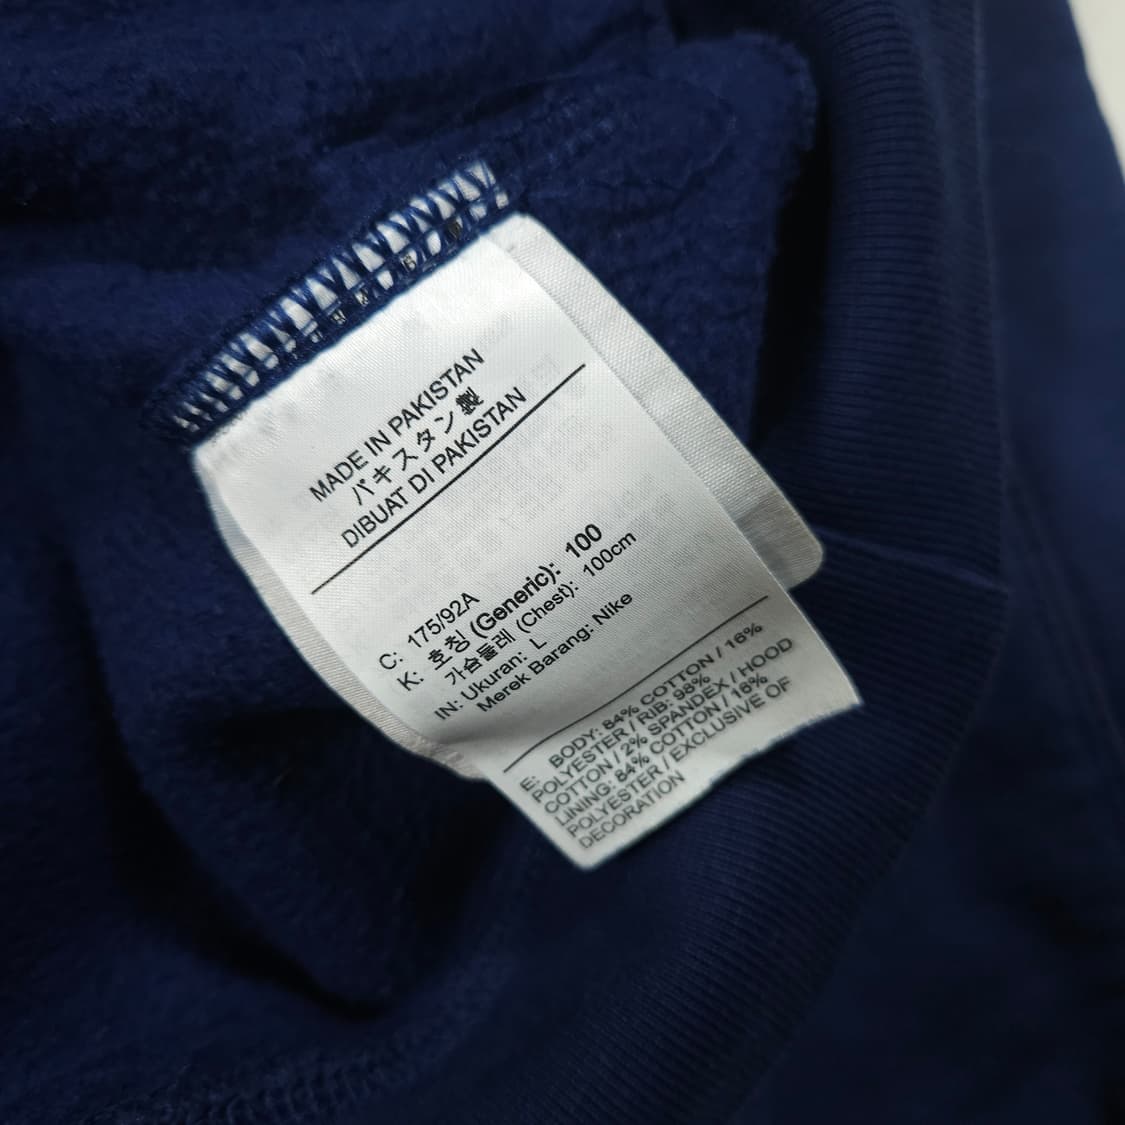 MADE IN PAKISTAN
パキスタン製
DIBUAT DI PAKISTAN
C: 175/92A
K: 호칭 (Generic): 100
가슴둘레 (Chest): 100cm
IN: Ukuran: L
Merek Barang: Nike
E: BODY: 84% COTTON / 16%
POLYESTER / RIB: 98%
COTTON / 2% SPANDEX / HOOD
LINING: 84% COTTON / 16%
POLYESTER / EXCLUSIVE OF
DECORATION